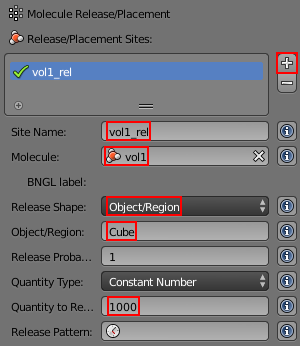 Molecule Release/Placement
Release/Placement Sites:
vol1_rel
Site Name: vol1_rel
Molecule: vol1
BNGL label:
Release Shape: Object/Region
Object/Region: Cube
Release Proba... 1
Quantity Type: Constant Number
Quantity to Re... 1000
Release Pattern: